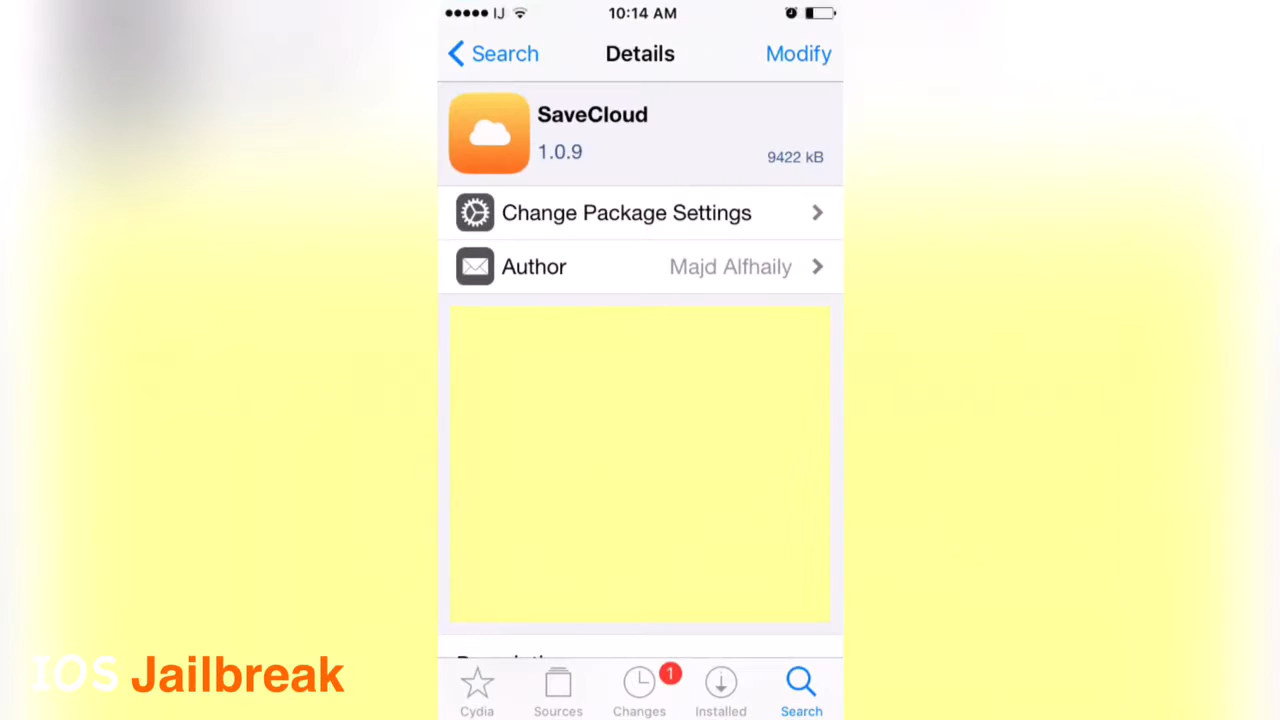 IJ 10:14 AM
Search Details Modify
SaveCloud
1.0.9 9422 kB
Change Package Settings
Author Majd Alfhaily
1
Cydia Sources Changes Installed Search
IOS Jailbreak